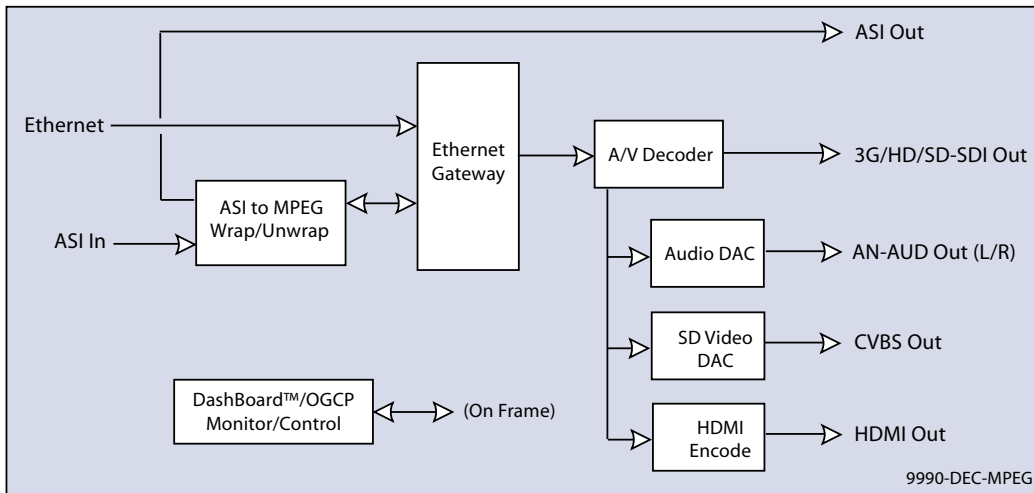 ASI Out
Ethernet
Ethernet
Gateway
A/V Decoder
3G/HD/SD-SDI Out
ASI to MPEG
Wrap/Unwrap
ASI In
Audio DAC
AN-AUD Out (L/R)
SD Video
DAC
CVBS Out
DashBoard™/OGCP
Monitor/Control
(On Frame)
HDMI
Encode
HDMI Out
9990-DEC-MPEG